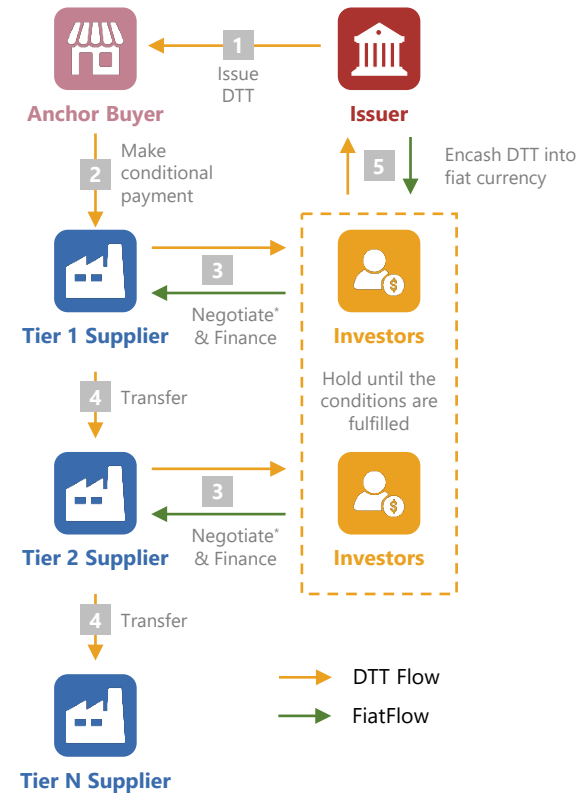 1
Issue
DTT
Anchor Buyer
Issuer
2
Make
conditional
payment
5
Encash DTT into
fiat currency
3
Negotiate*
& Finance
Tier 1 Supplier
$
Investors
4
Transfer
Hold until the
conditions are
fulfilled
3
Negotiate*
& Finance
Tier 2 Supplier
$
Investors
4
Transfer
Tier N Supplier
DTT Flow
FiatFlow